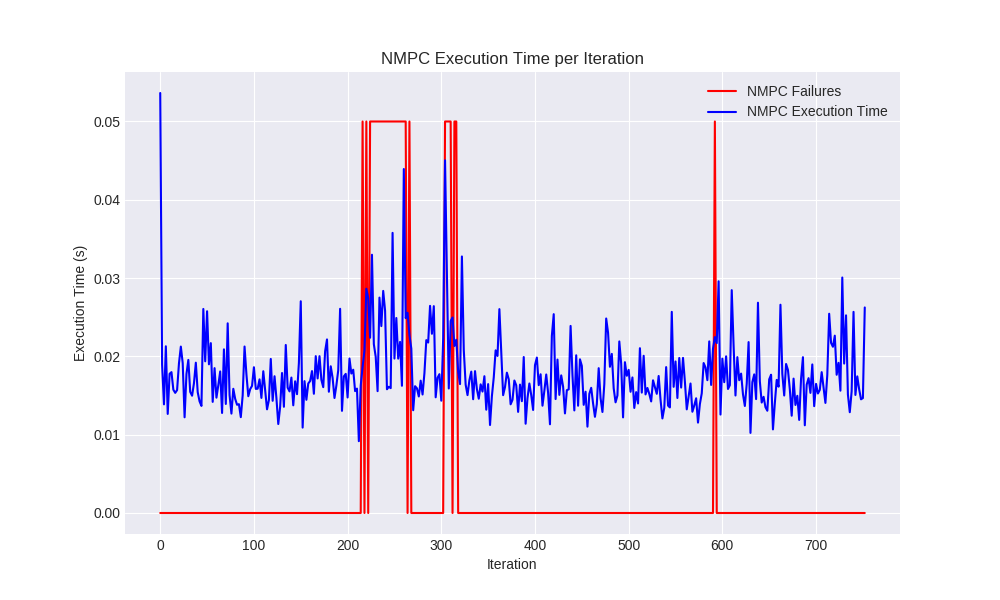 NMPC Execution Time per Iteration
NMPC Failures
NMPC Execution Time
Execution Time (s)
0.05
0.04
0.03
0.02
0.01
0.00
0 100 200 300 400 500 600 700
Iteration